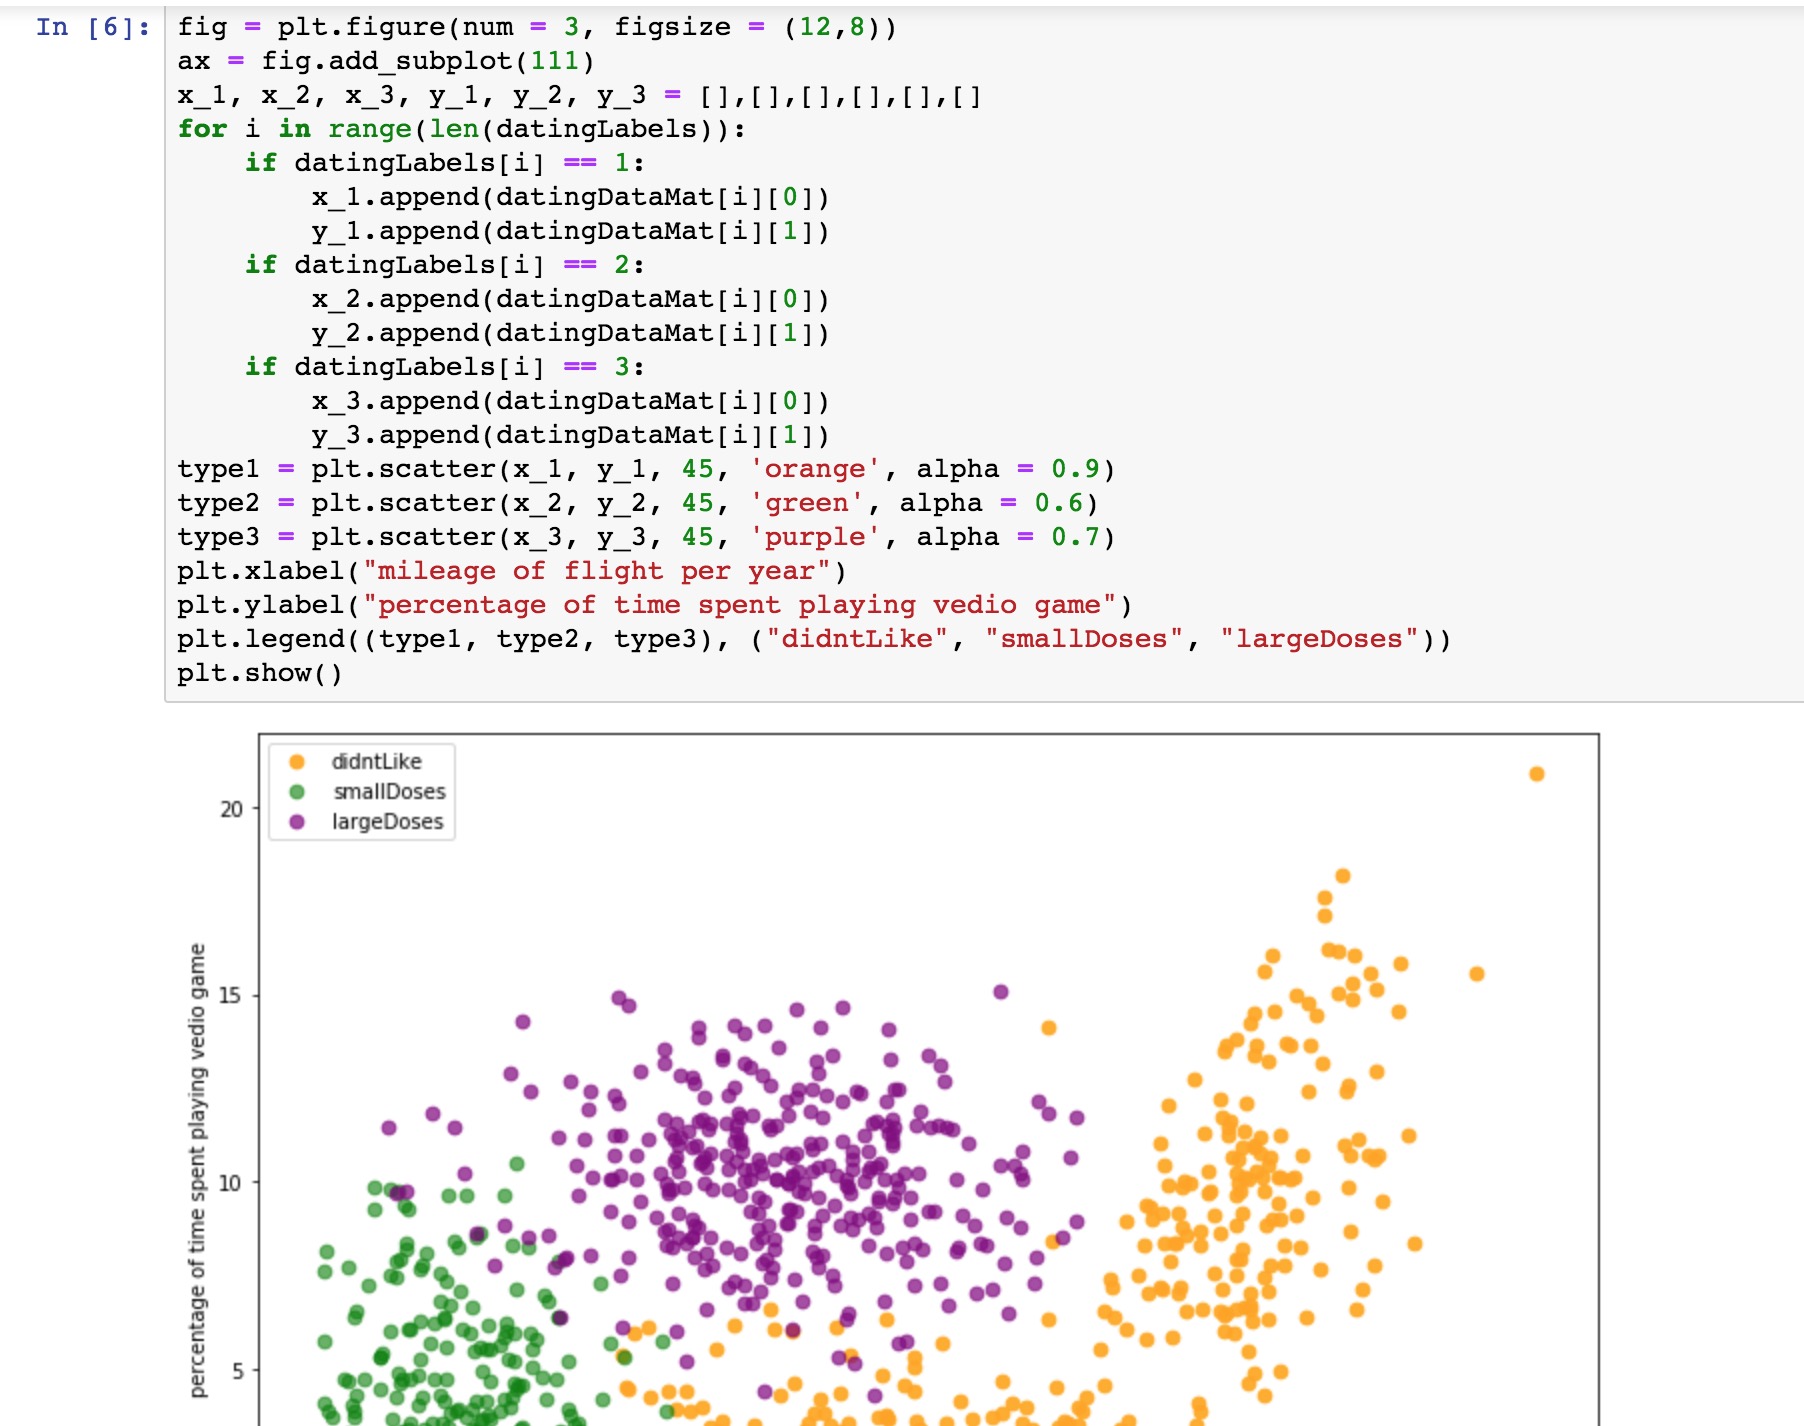 In [6]:
fig = plt.figure(num = 3, figsize = (12,8))
ax = fig.add_subplot(111)
x_1, x_2, x_3, y_1, y_2, y_3 = [],[],[],[],[],[]
for i in range(len(datingLabels)):
    if datingLabels[i] == 1:
        x_1.append(datingDataMat[i][0])
        y_1.append(datingDataMat[i][1])
    if datingLabels[i] == 2:
        x_2.append(datingDataMat[i][0])
        y_2.append(datingDataMat[i][1])
    if datingLabels[i] == 3:
        x_3.append(datingDataMat[i][0])
        y_3.append(datingDataMat[i][1])
type1 = plt.scatter(x_1, y_1, 45, 'orange', alpha = 0.9)
type2 = plt.scatter(x_2, y_2, 45, 'green', alpha = 0.6)
type3 = plt.scatter(x_3, y_3, 45, 'purple', alpha = 0.7)
plt.xlabel("mileage of flight per year")
plt.ylabel("percentage of time spent playing vedio game")
plt.legend((type1, type2, type3), ("didntLike", "smallDoses", "largeDoses"))
plt.show()
didntLike
smallDoses
largeDoses
20
15
10
5
percentage of time spent playing vedio game